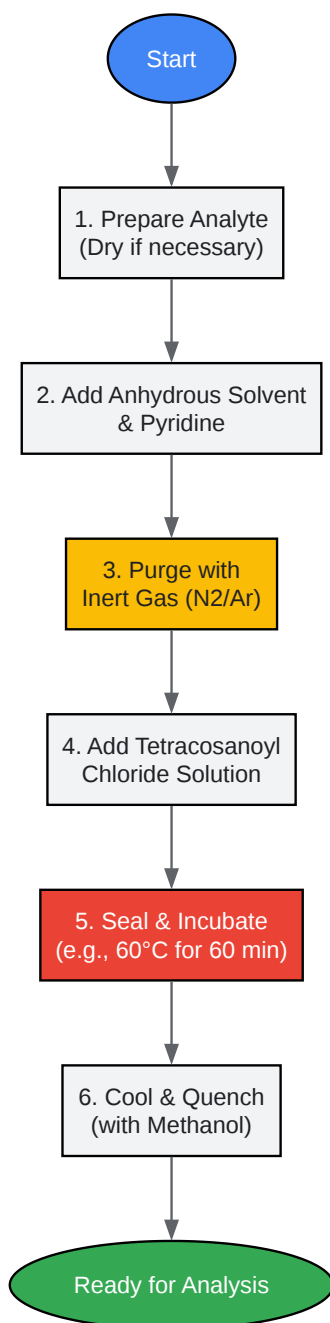 Start
1. Prepare Analyte
(Dry if necessary)
2. Add Anhydrous Solvent
& Pyridine
3. Purge with
Inert Gas (N2/Ar)
4. Add Tetracosanoyl
Chloride Solution
5. Seal & Incubate
(e.g., 60°C for 60 min)
6. Cool & Quench
(with Methanol)
Ready for Analysis